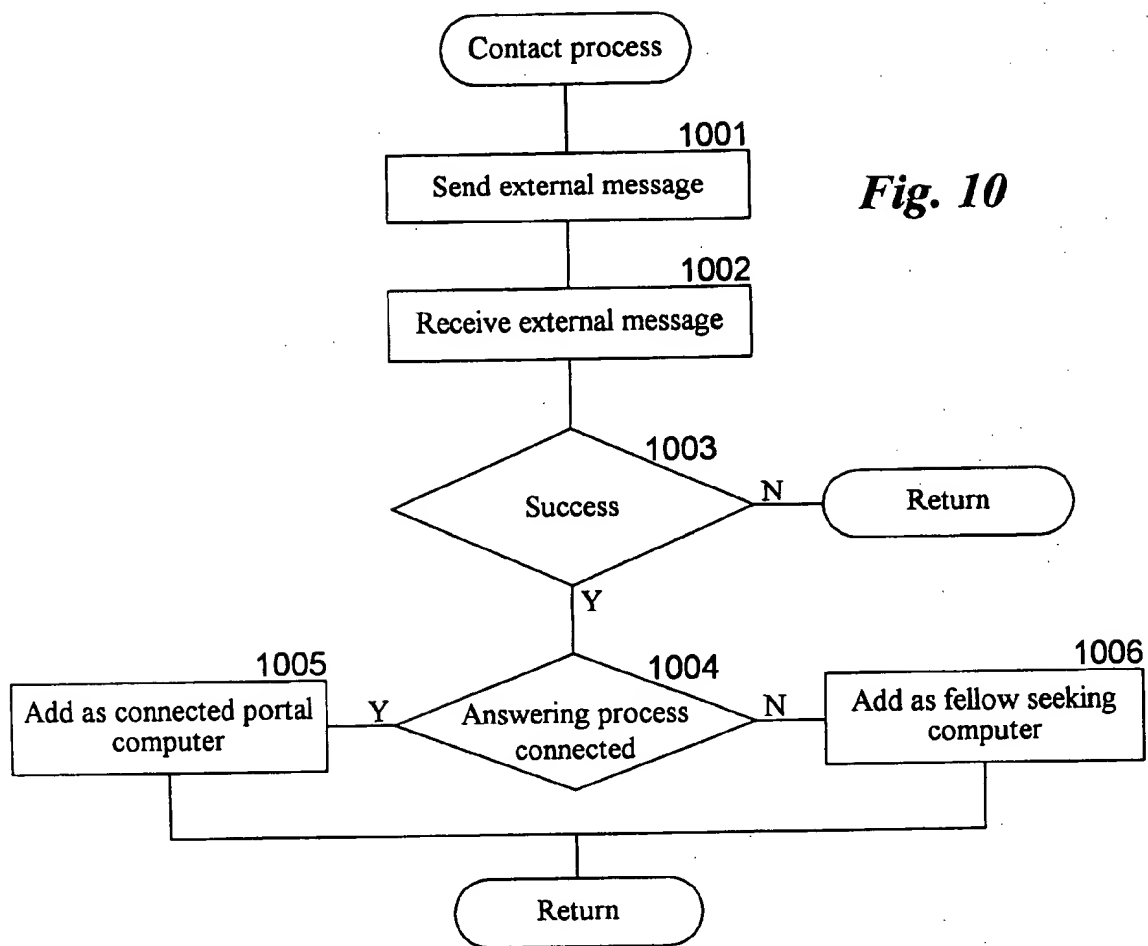 Contact process
1001
Send external message
Fig. 10
1002
Receive external message
1003
Success
N
Return
Y
1005
Add as connected portal
computer
Y
1004
Answering process
connected
N
1006
Add as fellow seeking
computer
Return